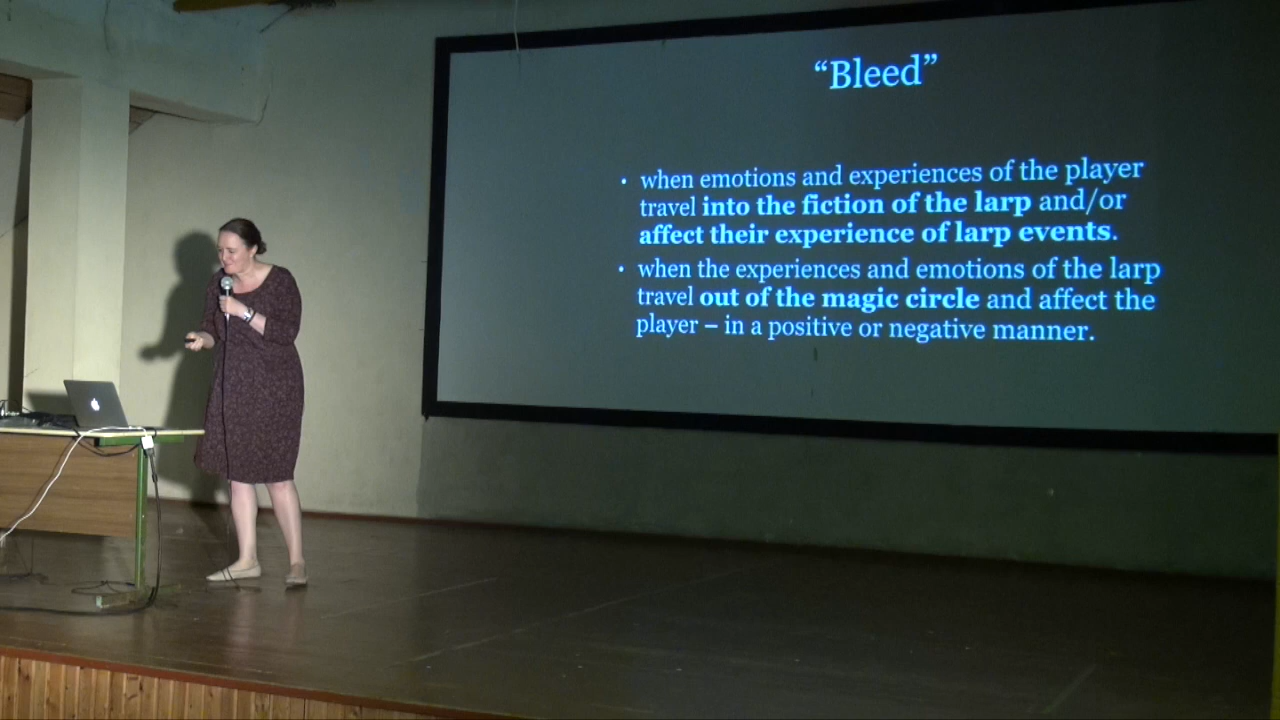 “Bleed”
• when emotions and experiences of the player
travel into the fiction of the larp and/or
affect their experience of larp events.
• when the experiences and emotions of the larp
travel out of the magic circle and affect the
player – in a positive or negative manner.